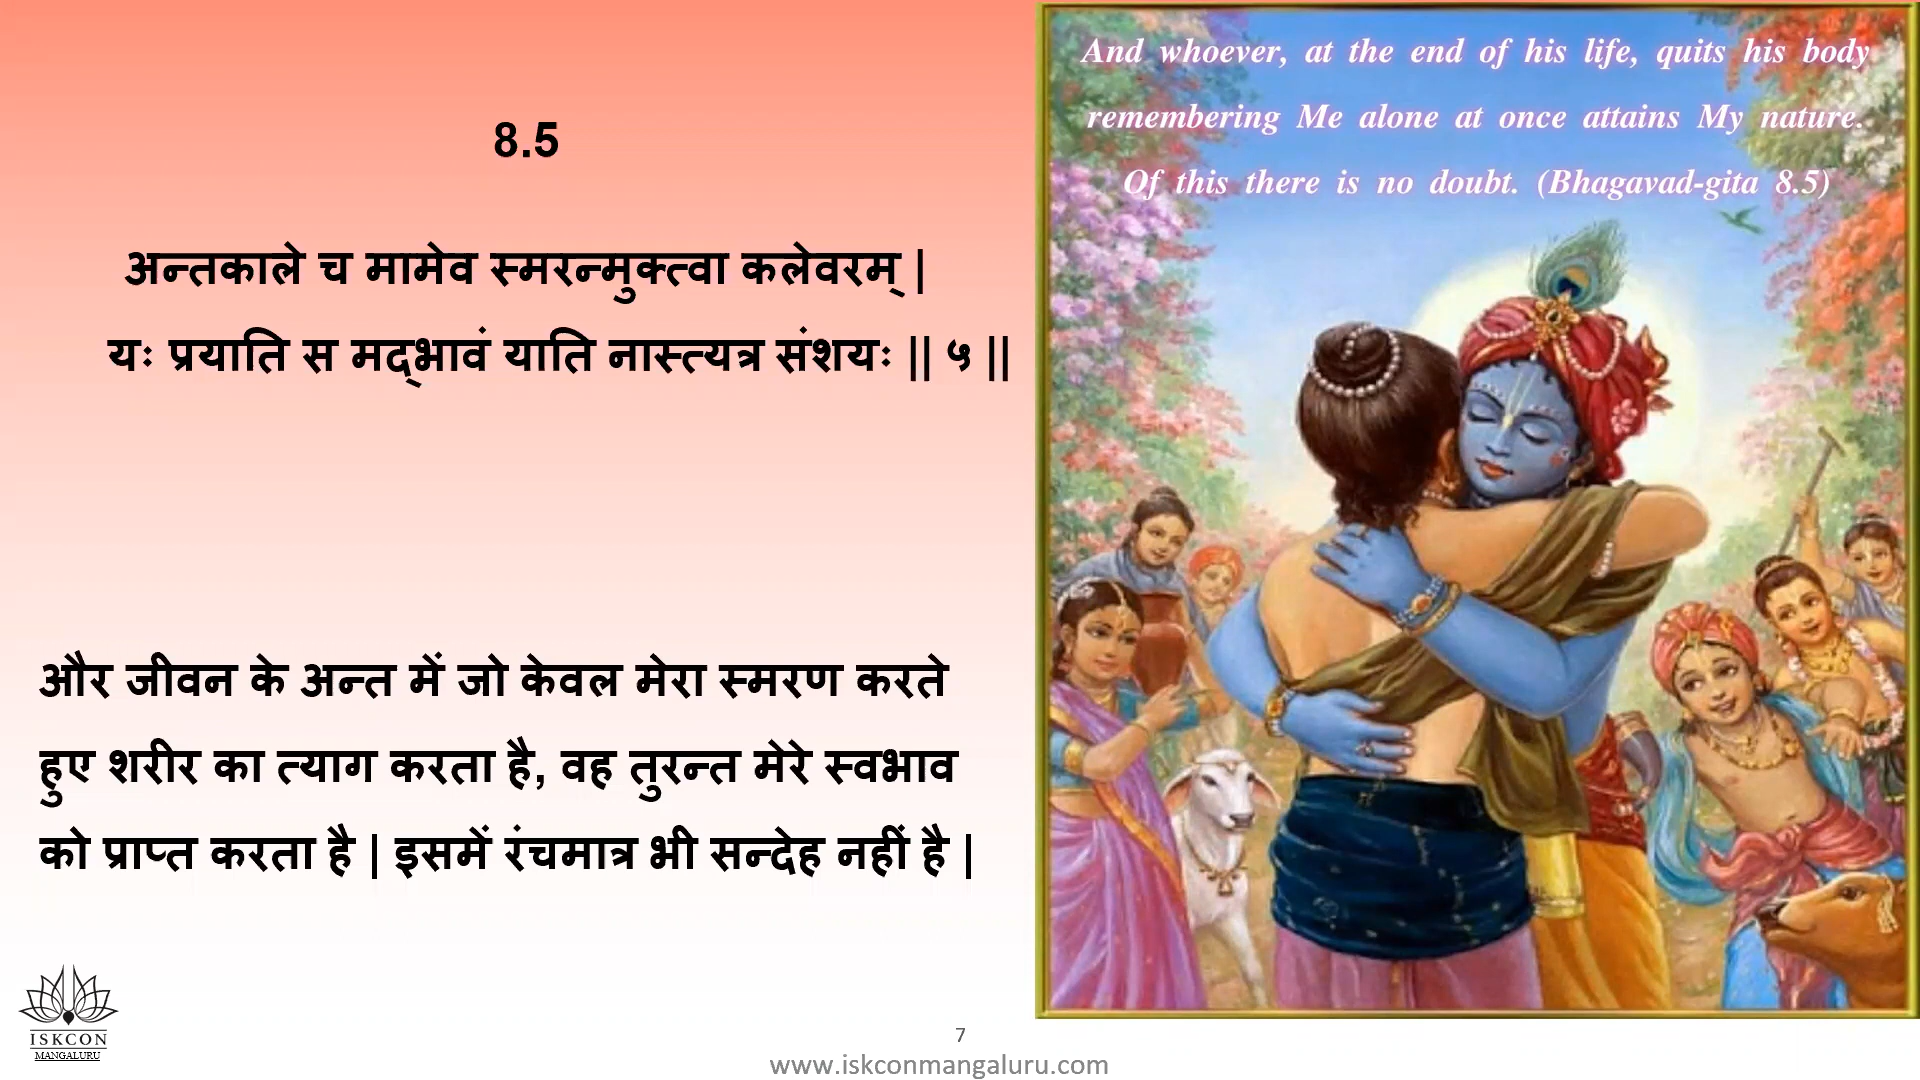 8.5
अन्तकाले च मामेव स्मरन्मुक्त्वा कलेवरम् |
यः प्रयाति स मद्‌भावं याति नास्त्यत्र संशयः || ५ ||
और जीवन के अन्त में जो केवल मेरा स्मरण करते
हुए शरीर का त्याग करता है, वह तुरन्त मेरे स्वभाव
को प्राप्त करता है | इसमें रंचमात्र भी सन्देह नहीं है |
And whoever, at the end of his life, quits his body
remembering Me alone at once attains My nature.
Of this there is no doubt. (Bhagavad-gita 8.5)
ISKCON
MANGALURU
7
www.iskconmangaluru.com